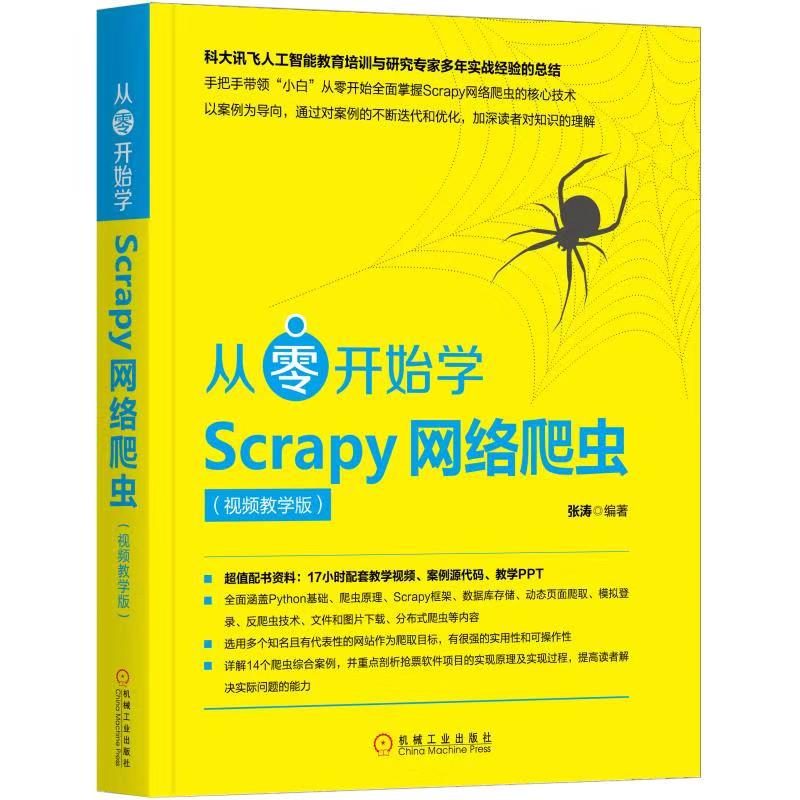 科大讯飞人工智能教育培训与研究专家多年实战经验的总结
手把手带领“小白”从零开始全面掌握Scrapy网络爬虫的核心技术
以案例为导向，通过对案例的不断迭代和优化，加深读者对知识的理解
从零开始学
Scrapy网络爬虫
（视频教学版）
张涛◎编著
■ 超值配书资料：17小时配套教学视频、案例源代码、教学PPT
■ 全面涵盖Python基础、爬虫原理、Scrapy框架、数据库存储、动态页面爬取、模拟登
录、反爬虫技术、文件和图片下载、分布式爬虫等内容
■ 选用多个知名且有代表性的网站作为爬取目标，有很强的实用性和可操作性
■ 详解14个爬虫综合案例，并重点剖析抢票软件项目的实现原理及实现过程，提高读者解
决实际问题的能力
机械工业出版社
China Machine Press
从零开始学
Scrapy网络爬虫
（视频教学版）
机械工业出版社
China Machine Press